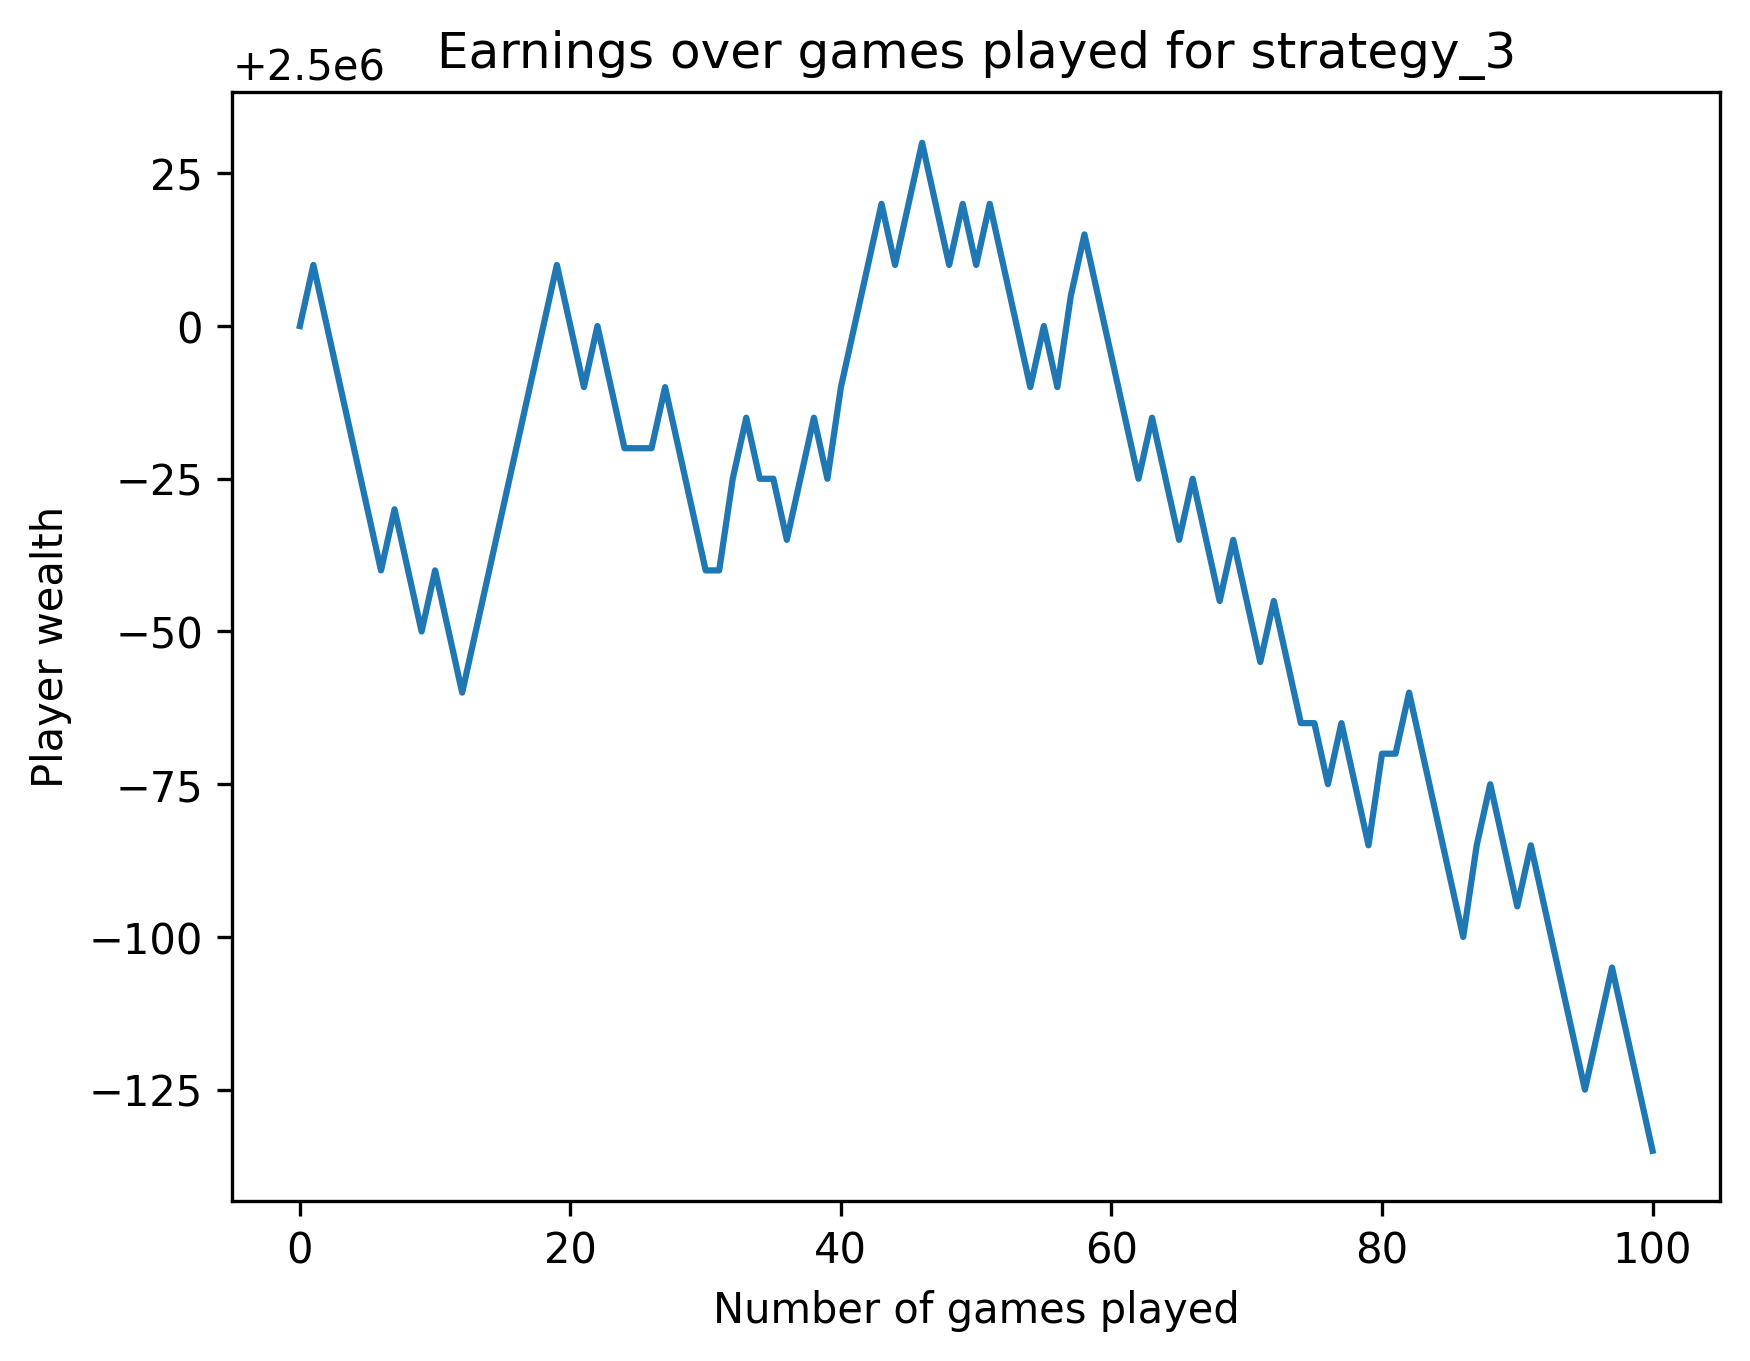 Earnings over games played for strategy_3
+2.5e6
25
0
−25
−50
−75
−100
−125
Player wealth
0 20 40 60 80 100
Number of games played